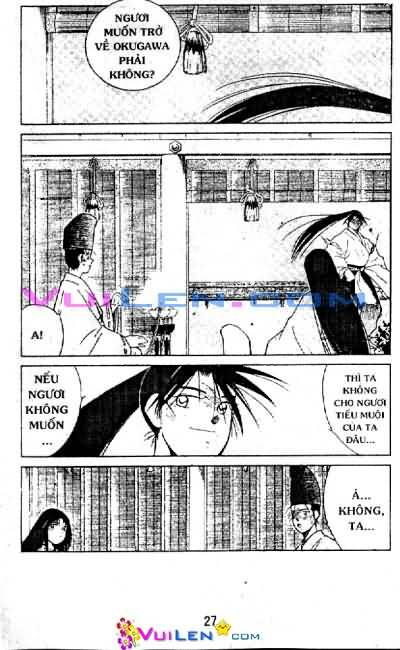 NGƯƠI
MUỐN TRỞ
VỀ OKUGAWA
PHẢI
KHÔNG?
VUILEN.COM
A!
THÌ TA
KHÔNG
CHO NGƯƠI
TIỂU MUỘI
CỦA TA
ĐÂU...
NẾU
NGƯƠI
KHÔNG
MUỐN
...
Ả...
KHÔNG,
TA...
27
VUILEN.COM